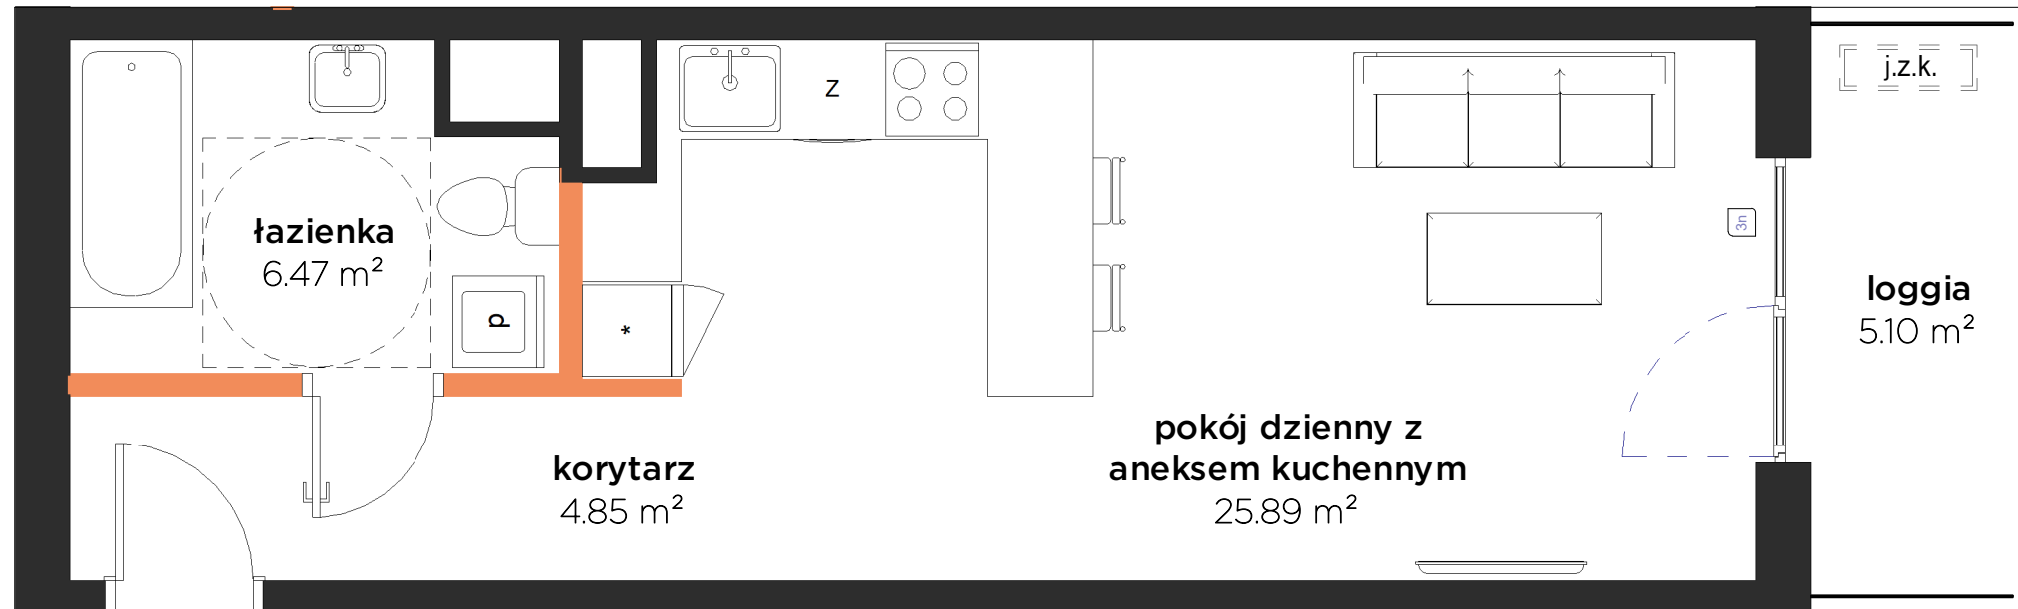 j.z.k.
z
łazienka
6.47 m²
3n
p
*
loggia
5.10 m²
korytarz
4.85 m²
pokój dzienny z
aneksem kuchennym
25.89 m²